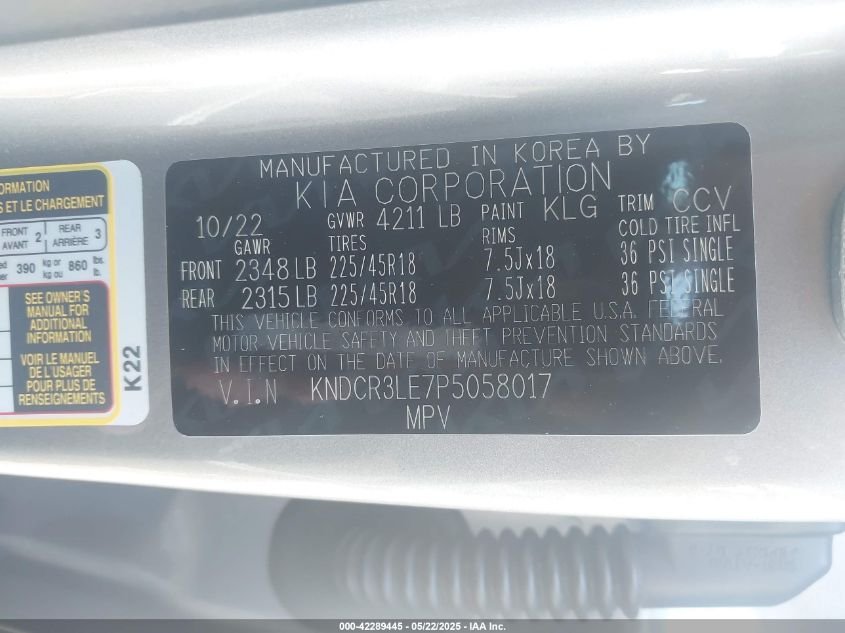 MANUFACTURED IN KOREA BY
KIA CORPORATION
10/22 GVWR 4211 LB PAINT KLG TRIM CCV
GAWR TIRES RIMS COLD TIRE INFL
FRONT 2348 LB 225/45R18 7.5Jx18 36 PSI SINGLE
REAR 2315 LB 225/45R18 7.5Jx18 36 PSI SINGLE
THIS VEHICLE CONFORMS TO ALL APPLICABLE U.S.A. FEDERAL
MOTOR VEHICLE SAFETY AND THEFT PREVENTION STANDARDS
IN EFFECT ON THE DATE OF MANUFACTURE SHOWN ABOVE.
V.I.N KNDCR3LE7P5058017
MPV
ET LE CHARGEMENT
FRONT 2 REAR 3
AVANT ARRIÈRE
390 kg or 860 lbs.
kg ou lb.
SEE OWNER'S
MANUAL FOR
ADDITIONAL
INFORMATION
VOIR LE MANUEL
DE L'USAGER
POUR PLUS DE
RENSEIGNEMENTS
K22
000-42289445 - 05/22/2025 - IAA Inc.